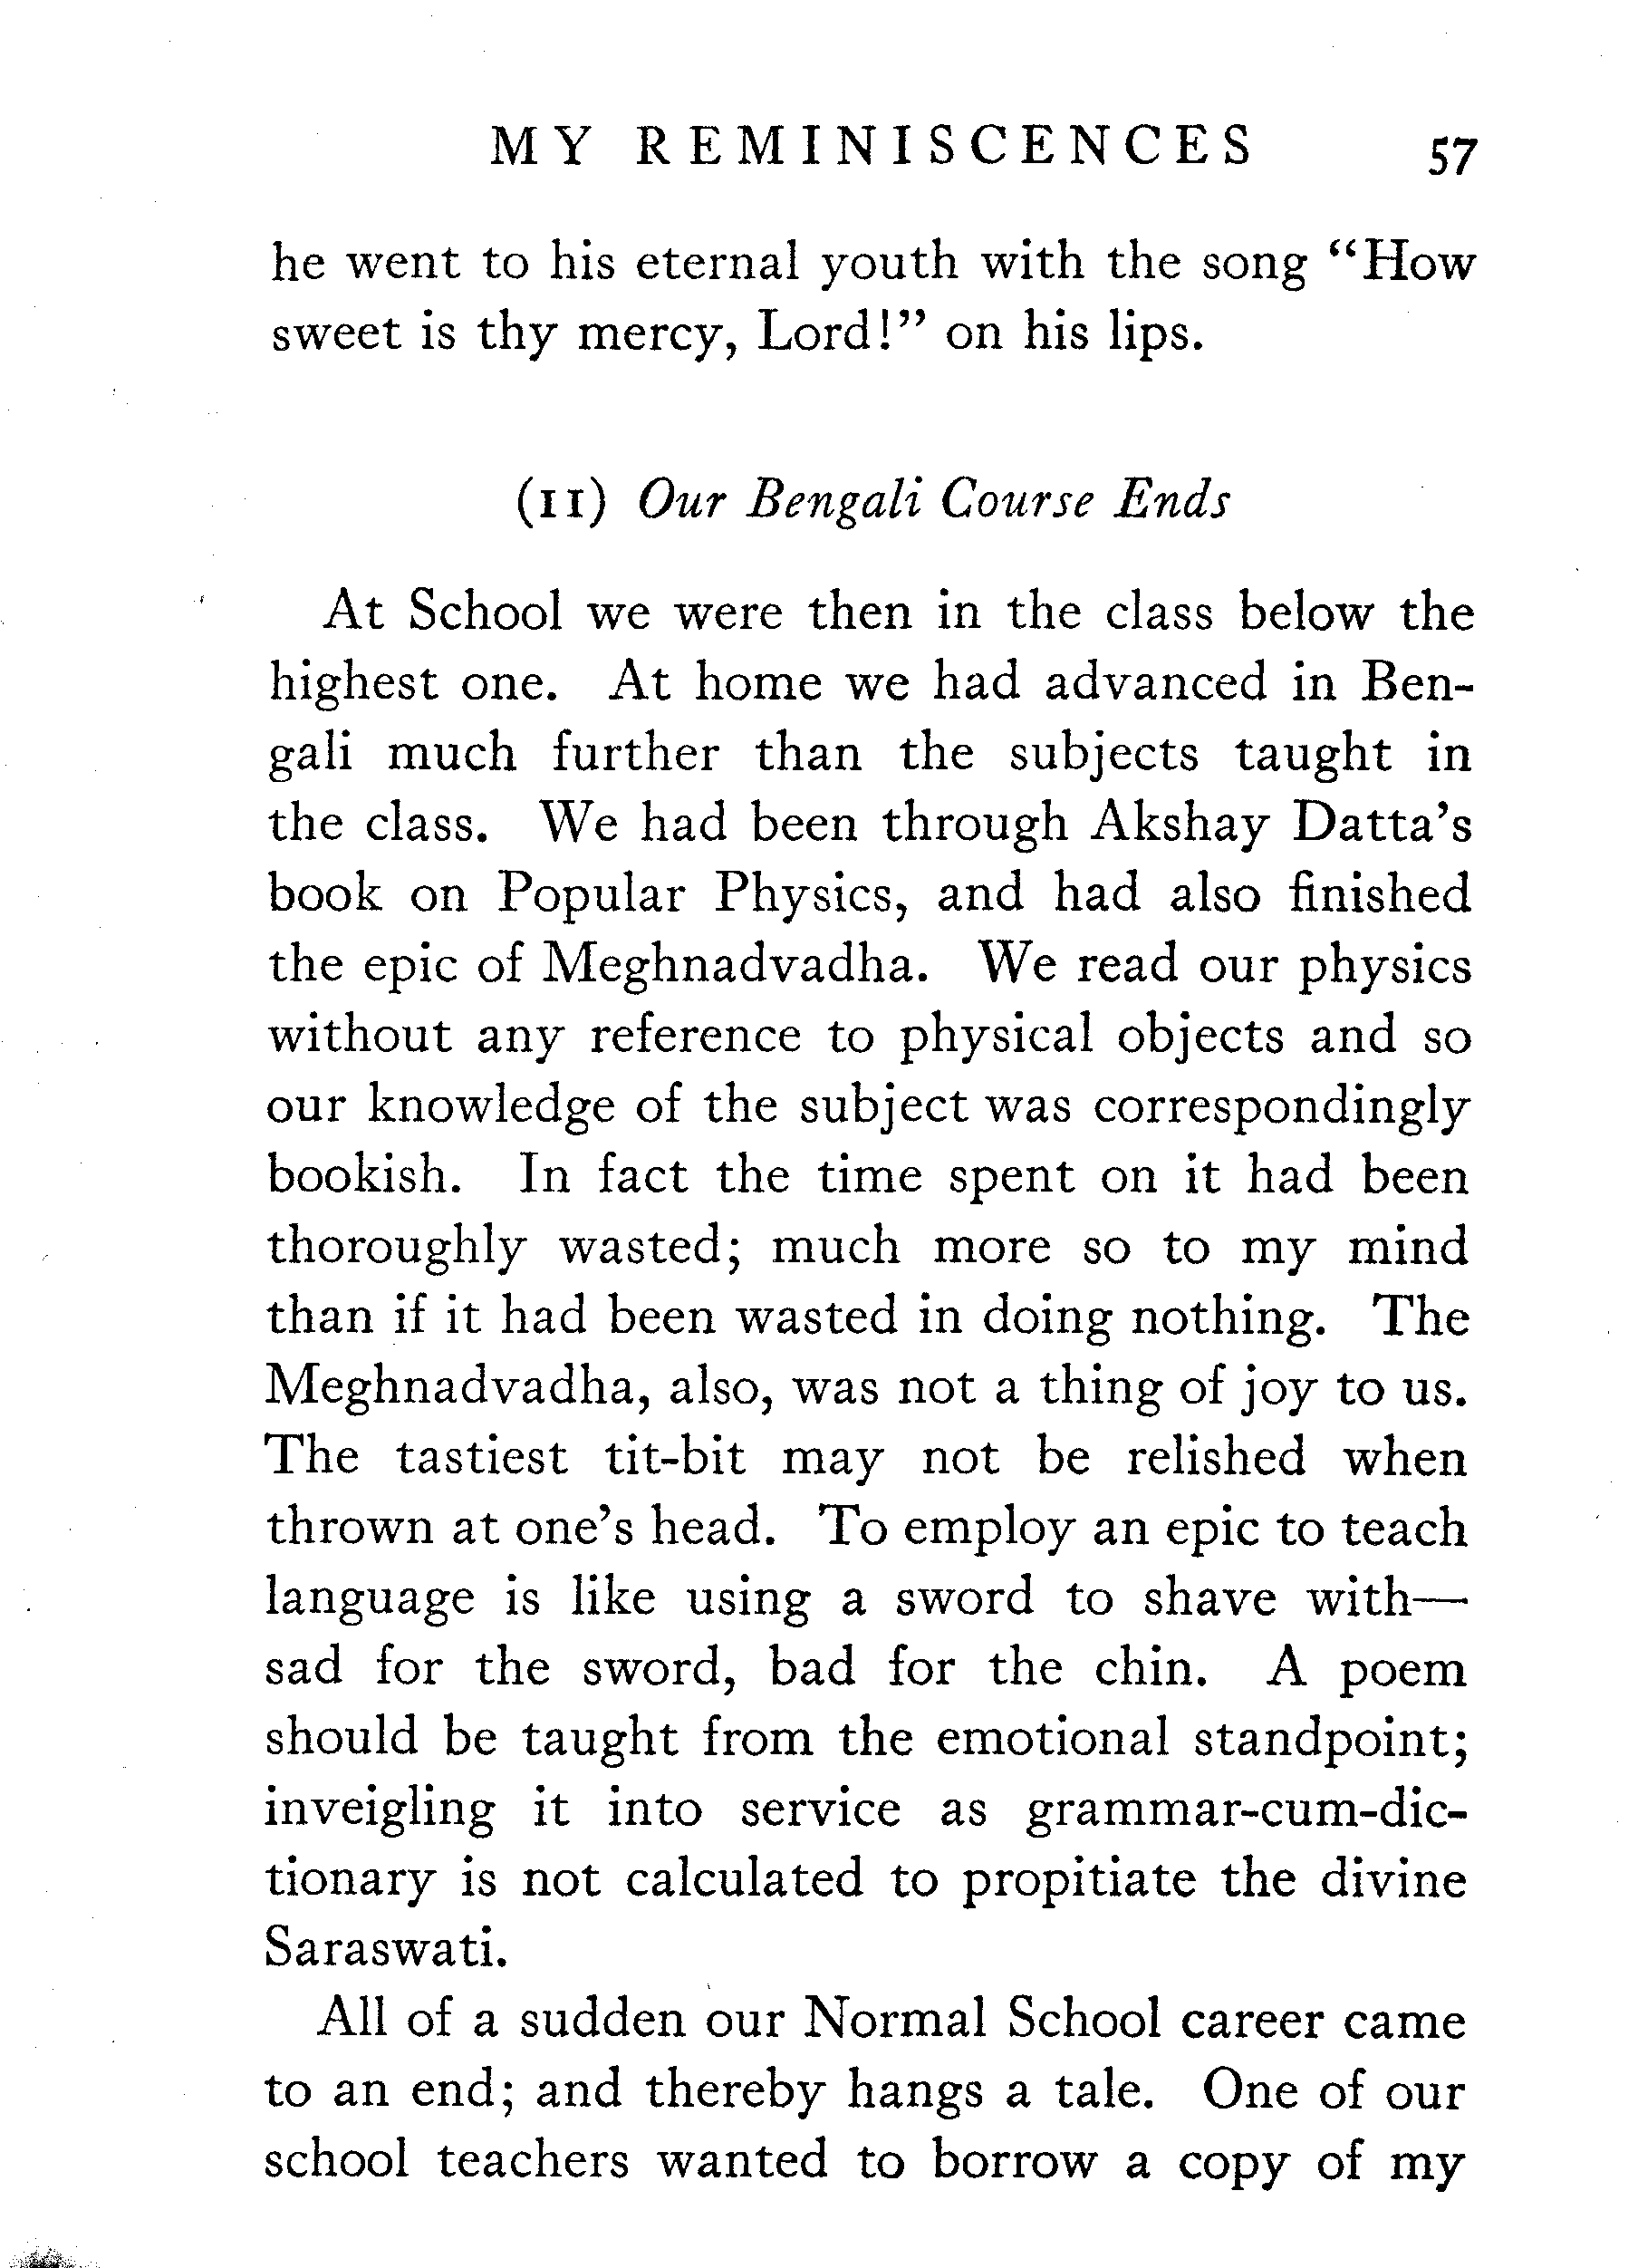 MY REMINISCENCES 57
he went to his eternal youth with the song “How
sweet is thy mercy, Lord!” on his lips.
(11) Our Bengali Course Ends
At School we were then in the class below the
highest one. At home we had advanced in Ben-
gali much further than the subjects taught in
the class. We had been through Akshay Datta’s
book on Popular Physics, and had also finished
the epic of Meghnadvadha. We read our physics
without any reference to physical objects and so
our knowledge of the subject was correspondingly
bookish. In fact the time spent on it had been
thoroughly wasted; much more so to my mind
than if it had been wasted in doing nothing. The
Meghnadvadha, also, was not a thing of joy to us.
The tastiest tit-bit may not be relished when
thrown at one’s head. To employ an epic to teach
language is like using a sword to shave with—
sad for the sword, bad for the chin. A poem
should be taught from the emotional standpoint;
inveigling it into service as grammar-cum-dic-
tionary is not calculated to propitiate the divine
Saraswati.
All of a sudden our Normal School career came
to an end; and thereby hangs a tale. One of our
school teachers wanted to borrow a copy of my